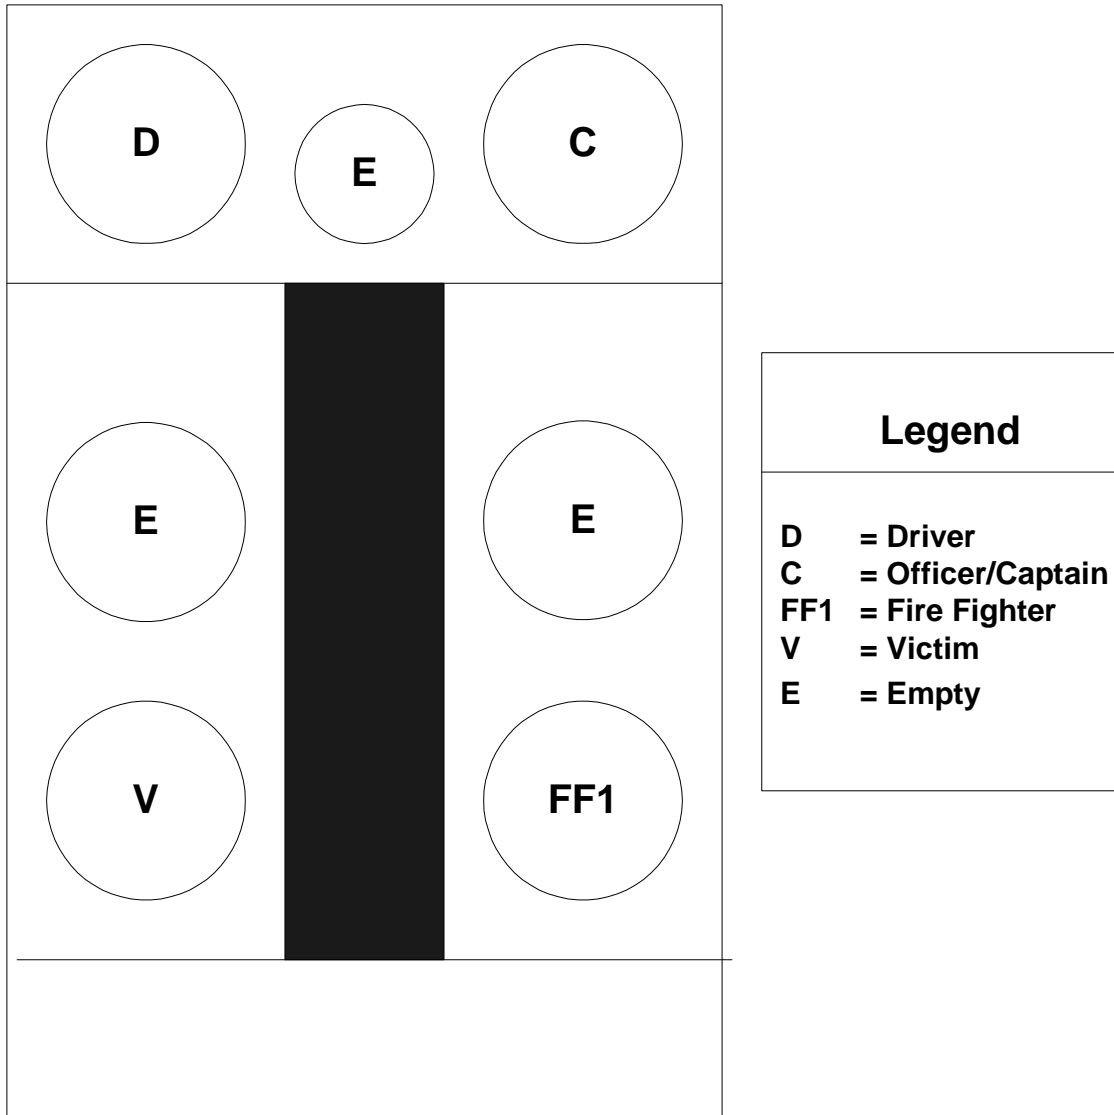 D
E
C
E
E
V
FF1
Legend
D = Driver
C = Officer/Captain
FF1 = Fire Fighter
V = Victim
E = Empty